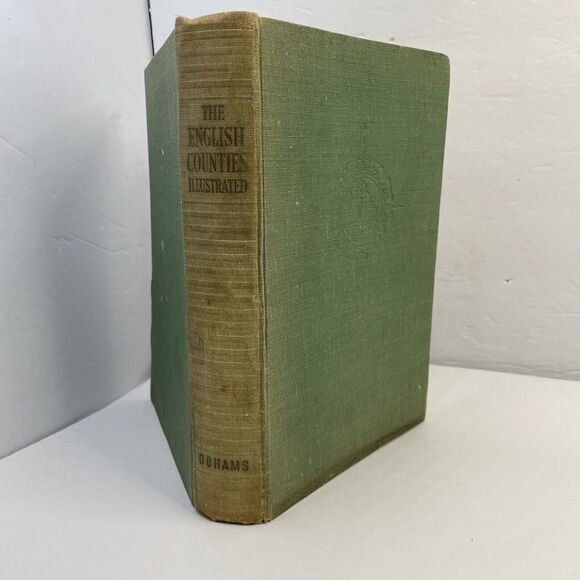 THE
ENGLISH
COUNTIES
ILLUSTRATED
ODHAMS